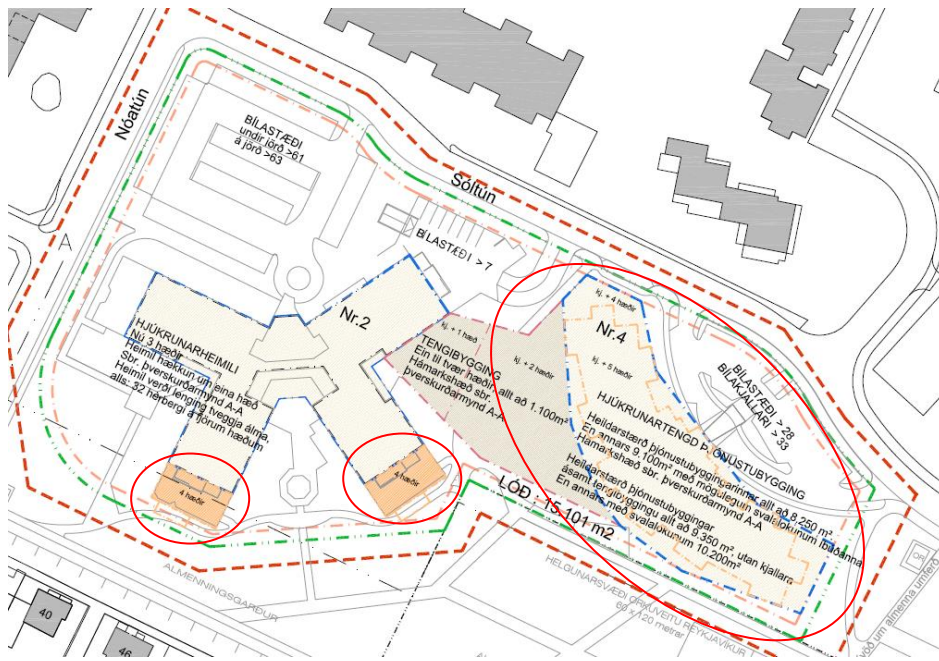 Nóatún
BÍLASTÆÐI
undir jörð >61
á jörð >63
Sóltún
A
BÍLASTÆÐI > 7
Nr.2
HJÚKRUNARHEIMILI
Nú 3 hæðir
Heimil hækkun um eina hæð
Sbr. þverskurðarmynd A-A
Heimil verði lenging tveggja álma,
alls: 32 herbergi á fjórum hæðum
4 hæðir
4 hæðir
kj. + 1 hæð
TENGIBYGGING
Ein til tvær hæðir, allt að 1.100m²
Hámarkshæð sbr.
þverskurðarmynd A-A
kj. + 2 hæðir
kj. + 4 hæðir
Nr.4
kj. + 5 hæðir
HJÚKRUNARTENGD ÞJÓNUSTUBYGGING
Heildarstærð þjónustubyggingarinnar allt að 8.250 m²
En annars 9.100m² með mögulegum svalslokunum íbúðanna
Hámarkshæð sbr. þverskurðarmynd A-A
Heildarstærð þjónustubyggingar
ásamt tengibyggingu allt að 9.350 m², utan kjallara
En annars með svalalokunum 10.200m²
BÍLASTÆÐI > 28
BÍLAKJALLARI > 33
LÓÐ : 15.101 m2
ALMENNINGSGARÐUR
HELGUNARSVÆÐI ORKUVEITU REYKJAVÍKUR
60 x 120 metrar
40
46